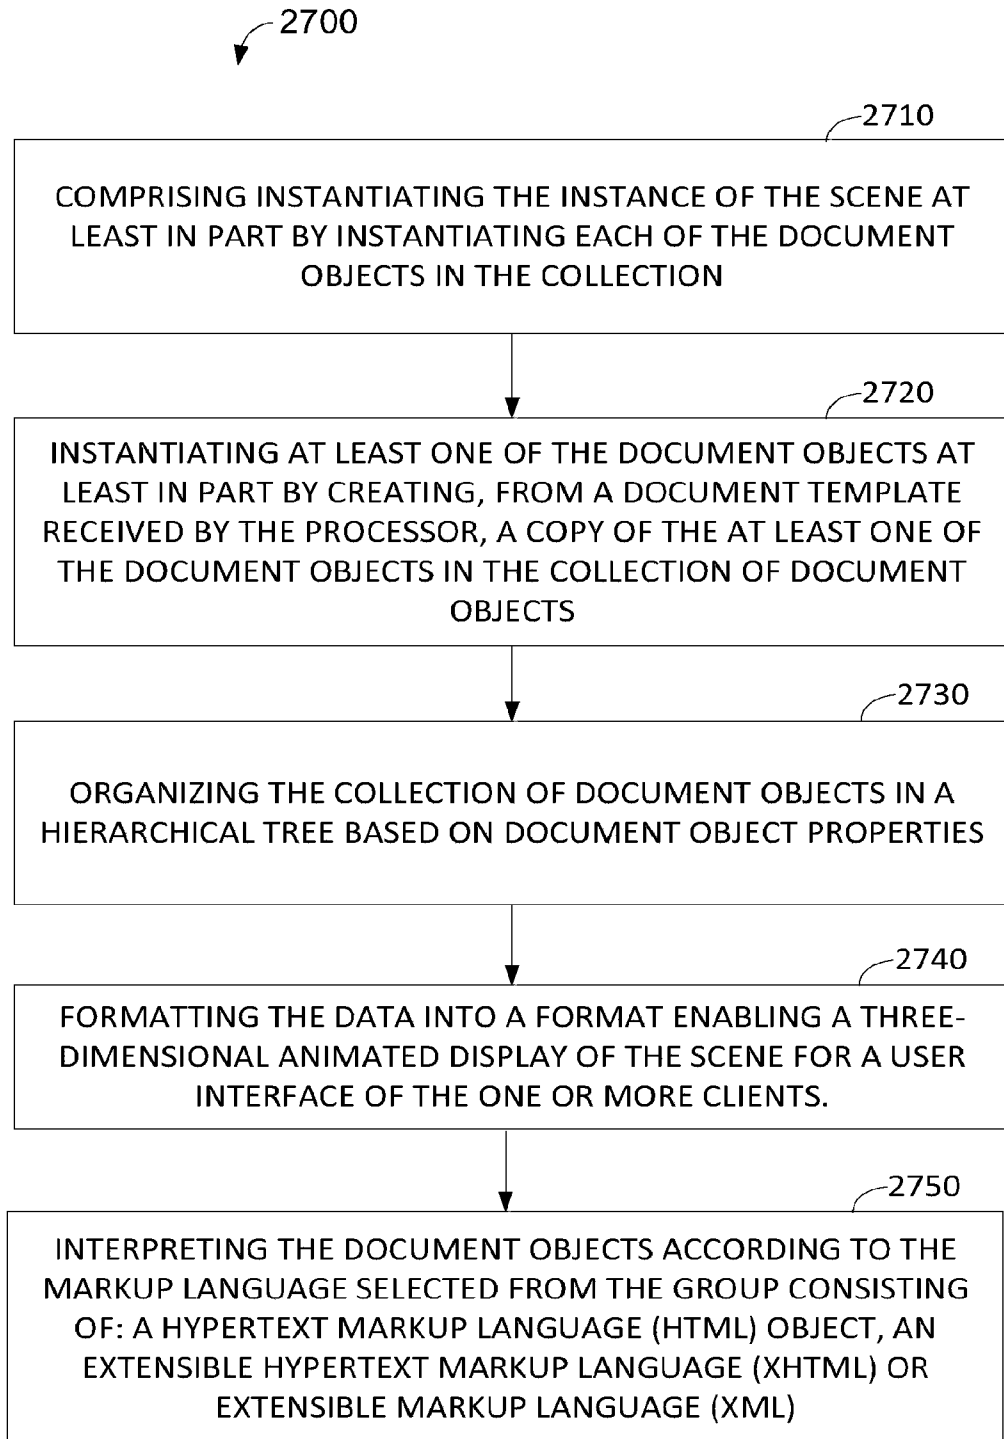 2700
2710
COMPRISING INSTANTIATING THE INSTANCE OF THE SCENE AT
LEAST IN PART BY INSTANTIATING EACH OF THE DOCUMENT
OBJECTS IN THE COLLECTION
2720
INSTANTIATING AT LEAST ONE OF THE DOCUMENT OBJECTS AT
LEAST IN PART BY CREATING, FROM A DOCUMENT TEMPLATE
RECEIVED BY THE PROCESSOR, A COPY OF THE AT LEAST ONE OF
THE DOCUMENT OBJECTS IN THE COLLECTION OF DOCUMENT
OBJECTS
2730
ORGANIZING THE COLLECTION OF DOCUMENT OBJECTS IN A
HIERARCHICAL TREE BASED ON DOCUMENT OBJECT PROPERTIES
2740
FORMATTING THE DATA INTO A FORMAT ENABLING A THREE-
DIMENSIONAL ANIMATED DISPLAY OF THE SCENE FOR A USER
INTERFACE OF THE ONE OR MORE CLIENTS.
2750
INTERPRETING THE DOCUMENT OBJECTS ACCORDING TO THE
MARKUP LANGUAGE SELECTED FROM THE GROUP CONSISTING
OF: A HYPERTEXT MARKUP LANGUAGE (HTML) OBJECT, AN
EXTENSIBLE HYPERTEXT MARKUP LANGUAGE (XHTML) OR
EXTENSIBLE MARKUP LANGUAGE (XML)